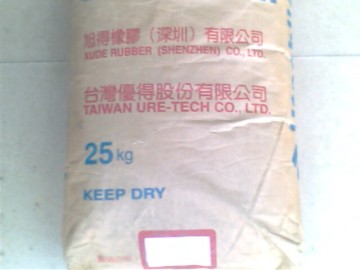 旭得橡膠（深圳）有限公司
XUDE RUBBER (SHENZHEN) CO., LTD.
台灣優得股份有限公司
TAIWAN URE-TECH CO., LTD.
25kg
KEEP DRY